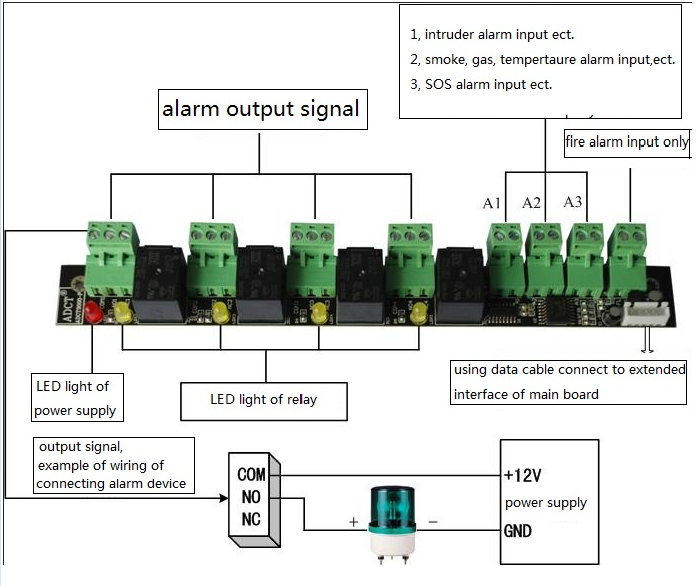 1, intruder alarm input ect.
2, smoke, gas, tempertaure alarm input,ect.
3, SOS alarm input ect.
alarm output signal
fire alarm input only
A1 A2 A3
ADCT
LED light of
power supply
LED light of relay
using data cable connect to extended
interface of main board
output signal,
example of wiring of
connecting alarm device
COM
NO
NC
+12V
power supply
GND
+ −